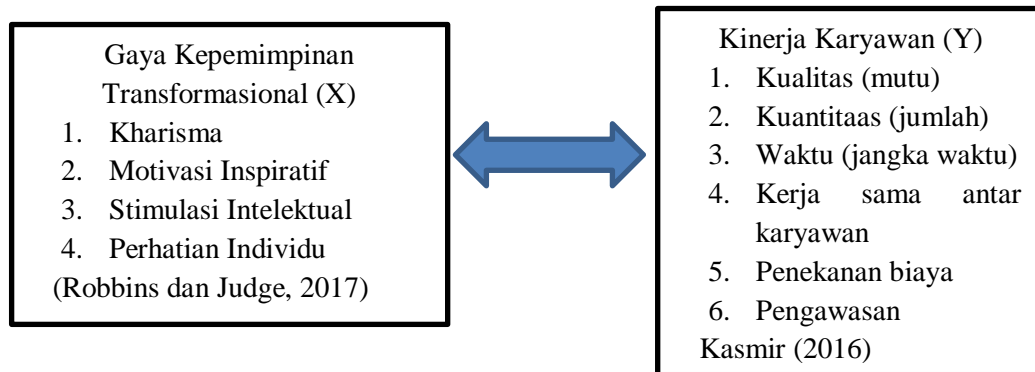 Gaya Kepemimpinan
Transformasional (X)
1. Kharisma
2. Motivasi Inspiratif
3. Stimulasi Intelektual
4. Perhatian Individu
(Robbins dan Judge, 2017)
Kinerja Karyawan (Y)
1. Kualitas (mutu)
2. Kuantitaas (jumlah)
3. Waktu (jangka waktu)
4. Kerja sama antar
karyawan
5. Penekanan biaya
6. Pengawasan
Kasmir (2016)